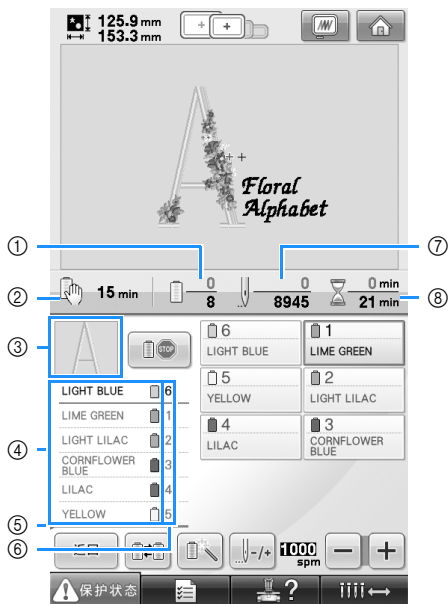 125.9 mm
153.3 mm
Floral
Alphabet
① ⑦
0 0 0 min
② 15 min 8 8945 21 min ⑧
③ STOP
6 LIGHT BLUE
1 LIME GREEN
5 YELLOW
2 LIGHT LILAC
4 LILAC
3 CORNFLOWER BLUE
④
LIGHT BLUE 6
LIME GREEN 1
LIGHT LILAC 2
CORNFLOWER BLUE 3
LILAC 4
YELLOW 5
⑤
⑥
返回 -/+ 1000 spm − +
保护状态 ?